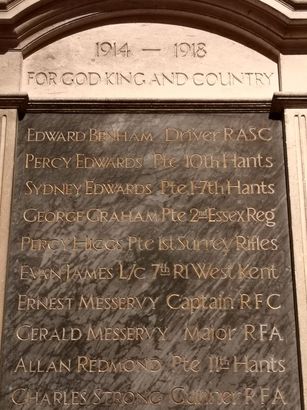 1914 — 1918
FOR GOD KING AND COUNTRY
EDWARD BENHAM Driver RASC
PERCY EDWARDS Pte 10th Hants
SYDNEY EDWARDS Pte 1-7th Hants
GEORGE GRAHAM Pte 2nd Essex Reg
PERCY HIGGS Pte 1st Surrey Rifles
EVAN JAMES L/c 7th Rl West Kent
ERNEST MESSERVY Captain RFC
GERALD MESSERVY Major RFA
ALLAN REDMOND Pte 11th Hants
CHARLES STRONG Gunner RFA